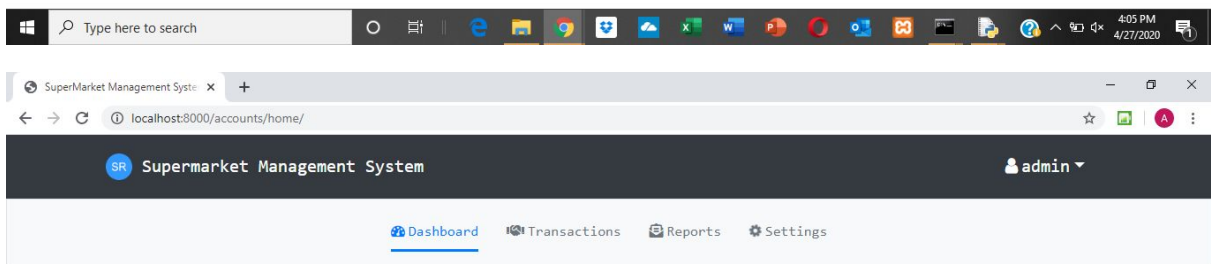 Type here to search
4:05 PM
4/27/2020
SuperMarket Management Syste
localhost:8000/accounts/home/
A
SR Supermarket Management System admin
Dashboard Transactions Reports Settings